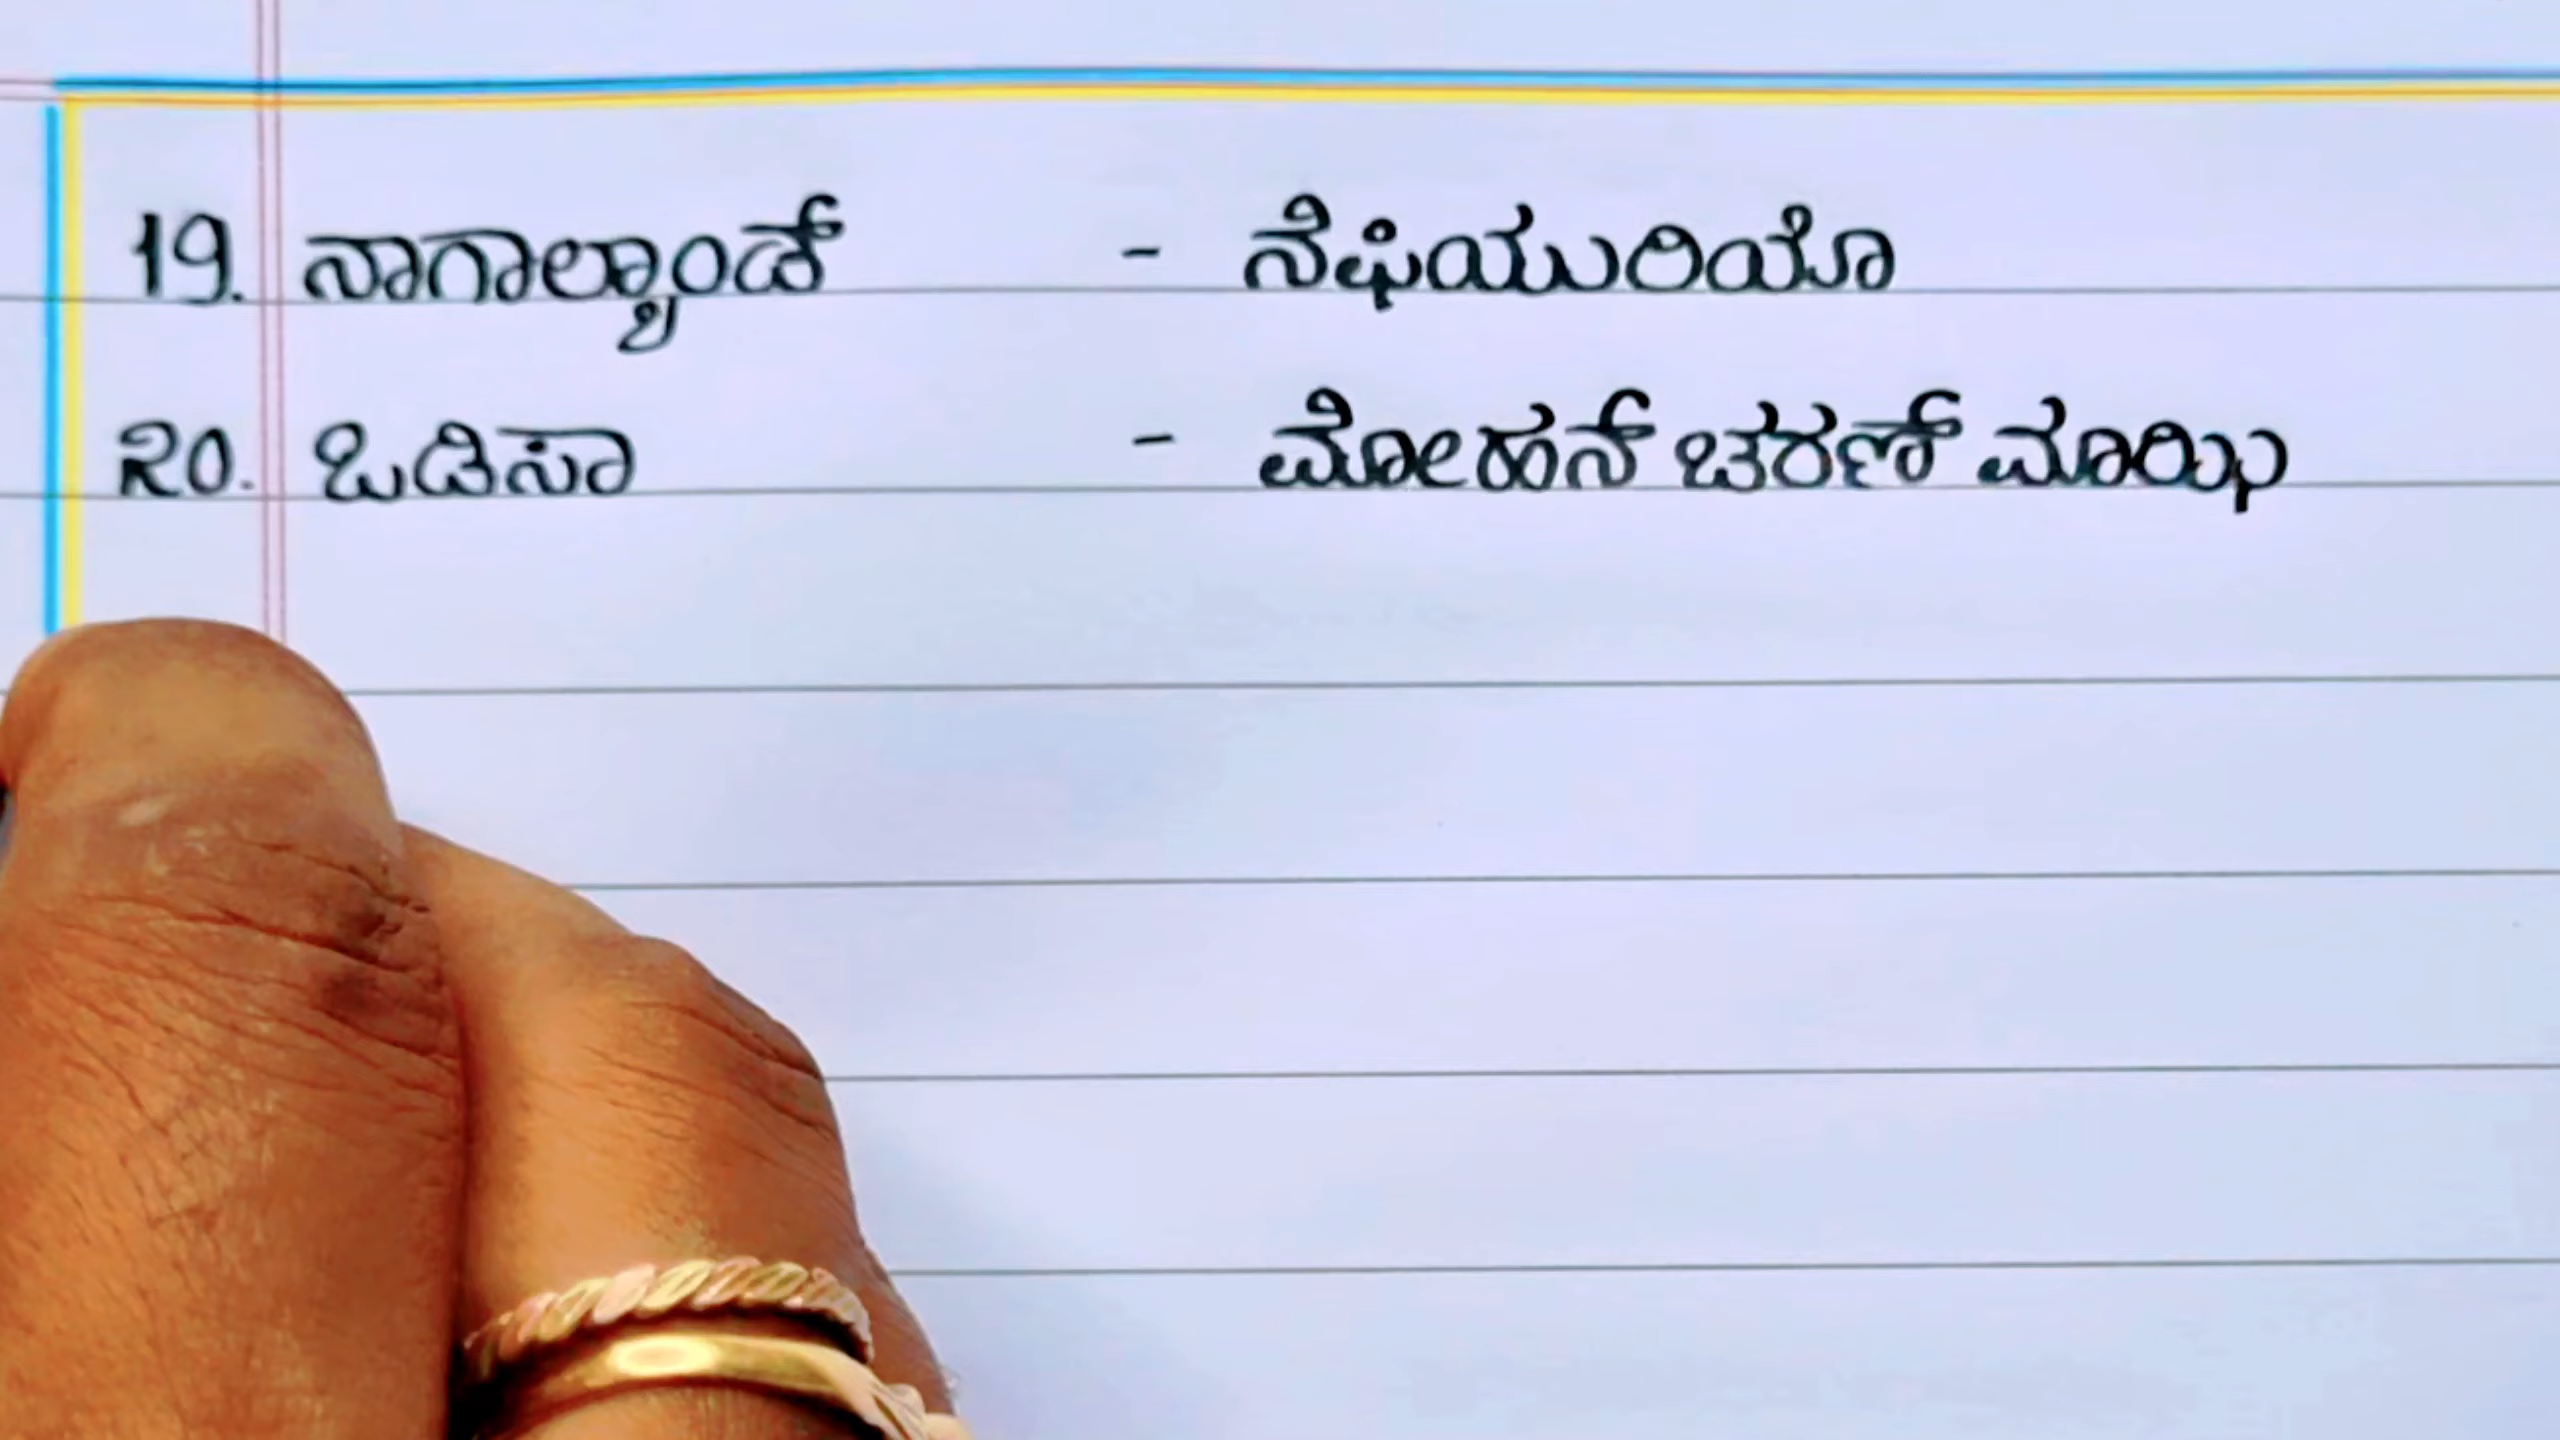 19. ನಾಗಾಲ್ಯಾಂಡ್ - ನೆಫಿಯುರಿಯೊ
20. ಒಡಿಸಾ - ಮೋಹನ್ ಚರಣ್ ಮಾಝಿ